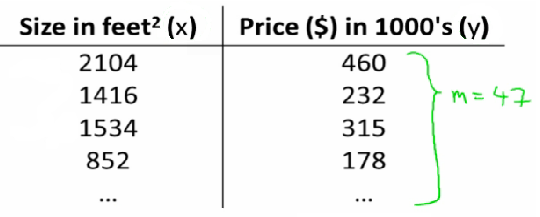 Size in feet² (x) Price ($) in 1000's (y)
2104 460
1416 232 m = 47
1534 315
852 178
... ...